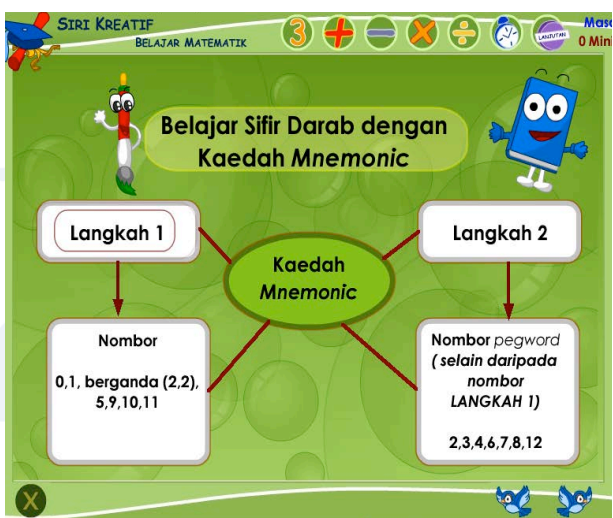 SIRI KREATIF
BELAJAR MATEMATIK
3
LANJUTAN
0 Mini
Belajar Sifir Darab dengan
Kaedah Mnemonic
Langkah 1
Langkah 2
Kaedah
Mnemonic
Nombor
0,1, berganda (2,2),
5,9,10,11
Nombor pegword
( selain daripada
nombor
LANGKAH 1)
2,3,4,6,7,8,12
X